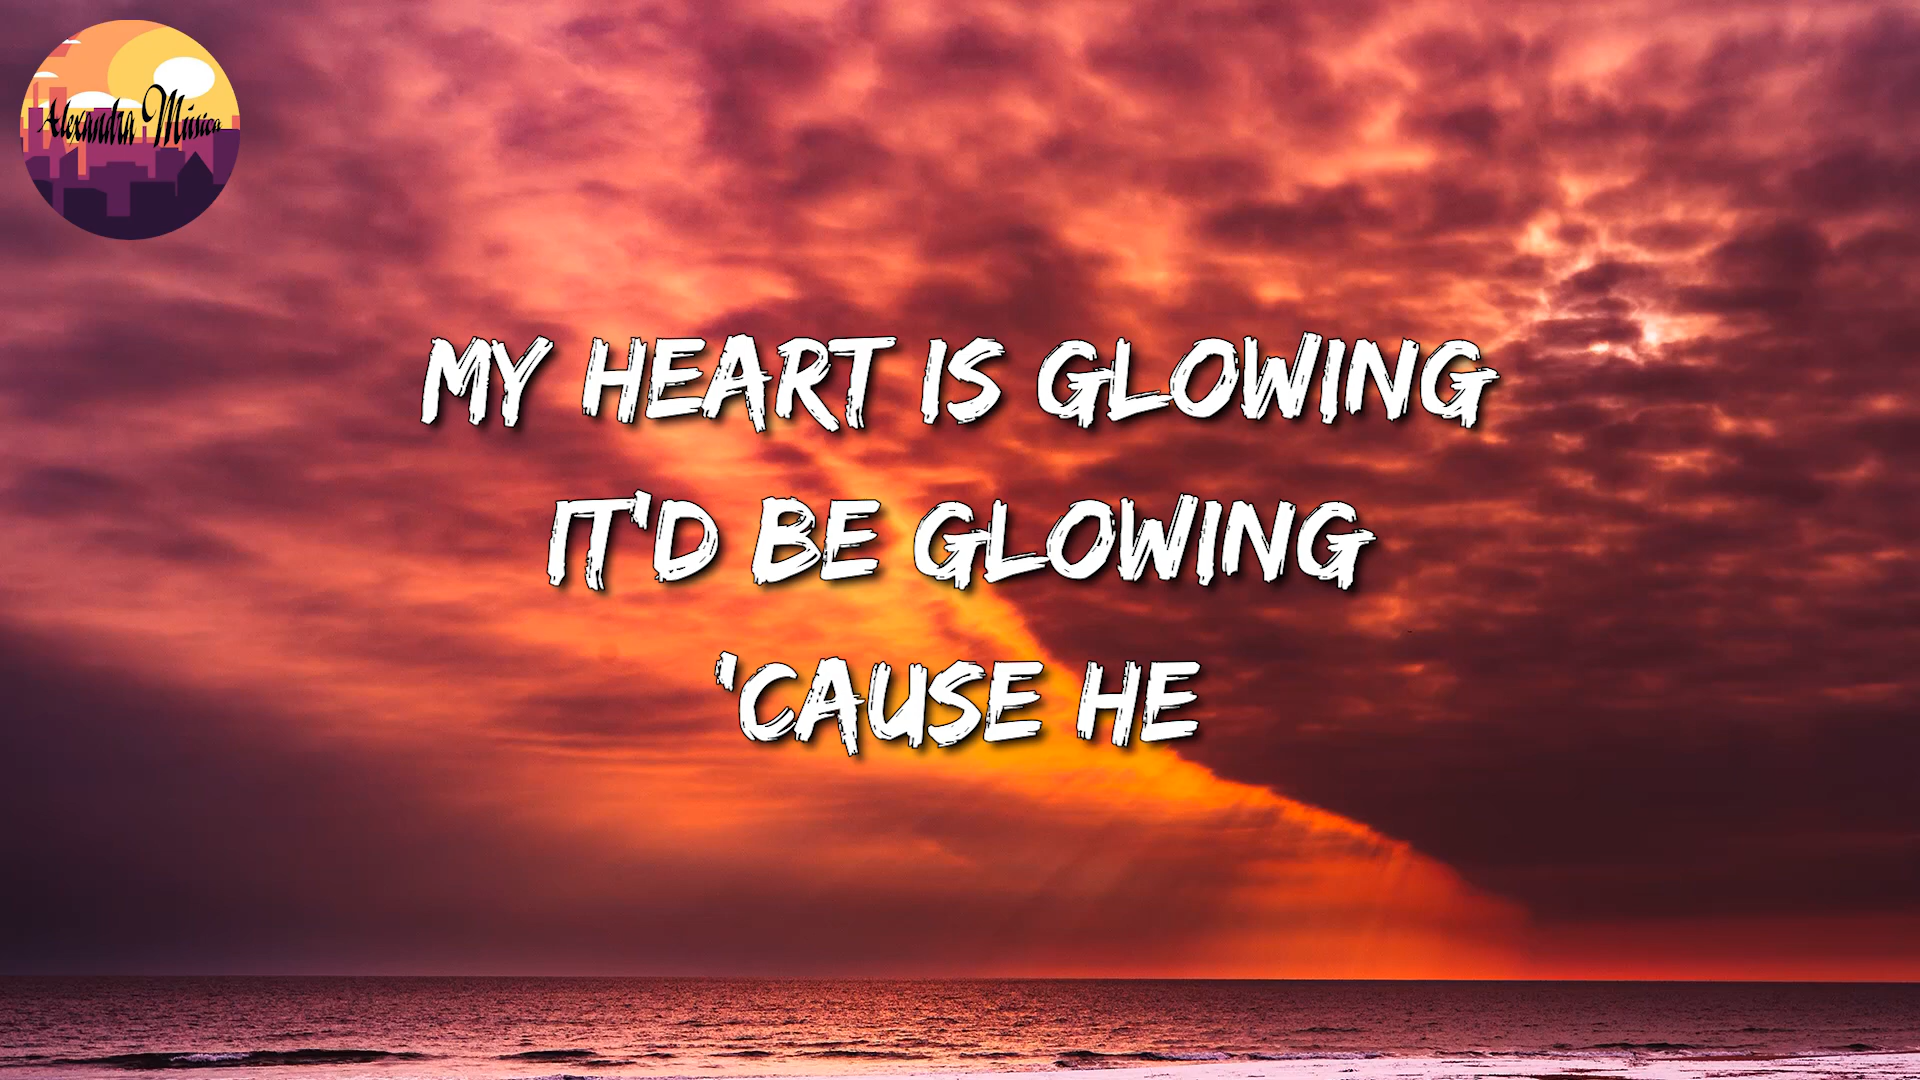 Alexandra Música
MY HEART IS GLOWING
IT'D BE GLOWING
'CAUSE HE